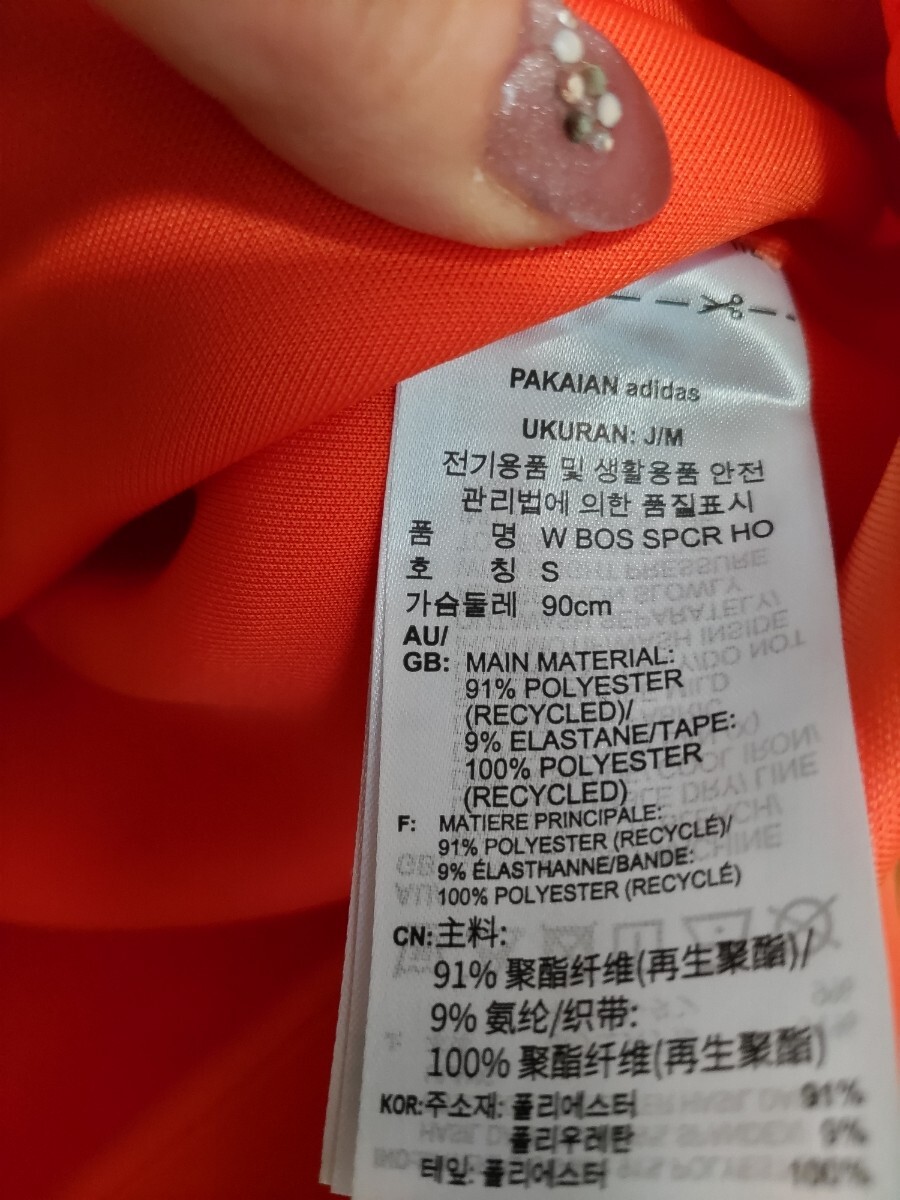 PAKAIAN adidas
UKURAN: J/M
전기용품 및 생활용품 안전
관리법에 의한 품질표시
품 명 W BOS SPCR HO
호 칭 S
가슴둘레 90cm
AU/
GB: MAIN MATERIAL:
91% POLYESTER
(RECYCLED)/
9% ELASTANE/TAPE:
100% POLYESTER
(RECYCLED)
F: MATIERE PRINCIPALE:
91% POLYESTER (RECYCLÉ)/
9% ÉLASTHANNE/BANDE:
100% POLYESTER (RECYCLÉ)
CN: 主料:
91% 聚酯纤维(再生聚酯)/
9% 氨纶/织带:
100% 聚酯纤维(再生聚酯)
KOR: 주소재: 폴리에스터 91%
폴리우레탄 9%
테잎: 폴리에스터 100%